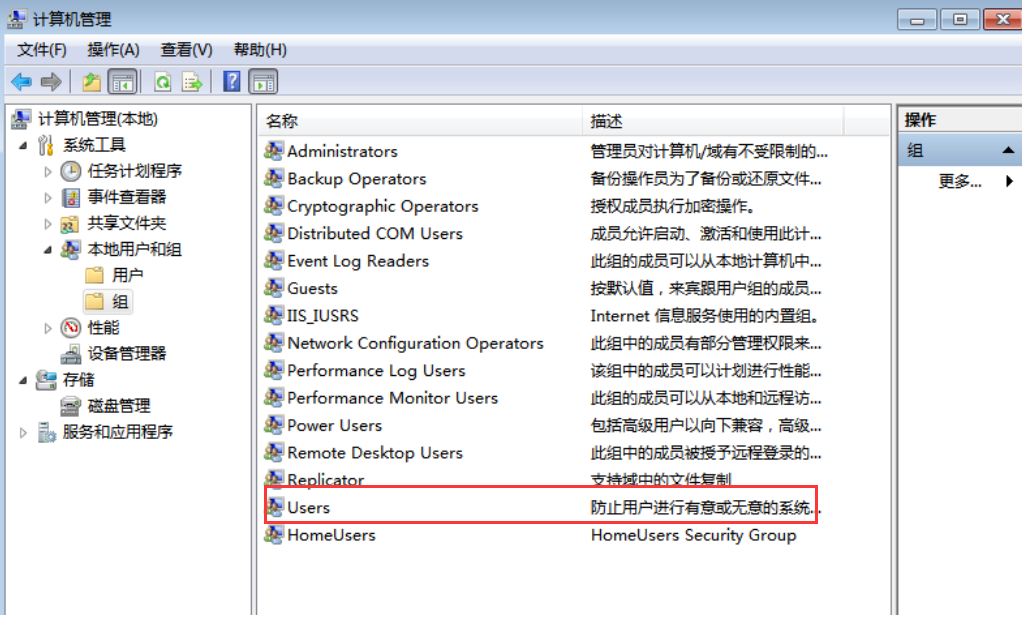 计算机管理
文件(F) 操作(A) 查看(V) 帮助(H)
计算机管理(本地)
系统工具
任务计划程序
事件查看器
共享文件夹
本地用户和组
用户
组
性能
设备管理器
存储
磁盘管理
服务和应用程序
名称 描述
Administrators 管理员对计算机/域有不受限制的...
Backup Operators 备份操作员为了备份或还原文件...
Cryptographic Operators 授权成员执行加密操作。
Distributed COM Users 成员允许启动、激活和使用此计...
Event Log Readers 此组的成员可以从本地计算机中...
Guests 按默认值，来宾跟用户组的成员...
IIS_IUSRS Internet 信息服务使用的内置组。
Network Configuration Operators 此组中的成员有部分管理权限来...
Performance Log Users 该组中的成员可以计划进行性能...
Performance Monitor Users 此组的成员可以从本地和远程访...
Power Users 包括高级用户以向下兼容，高级...
Remote Desktop Users 此组中的成员被授予远程登录的...
Replicator 支持域中的文件复制
Users 防止用户进行有意或无意的系统...
HomeUsers HomeUsers Security Group
操作
组
更多...